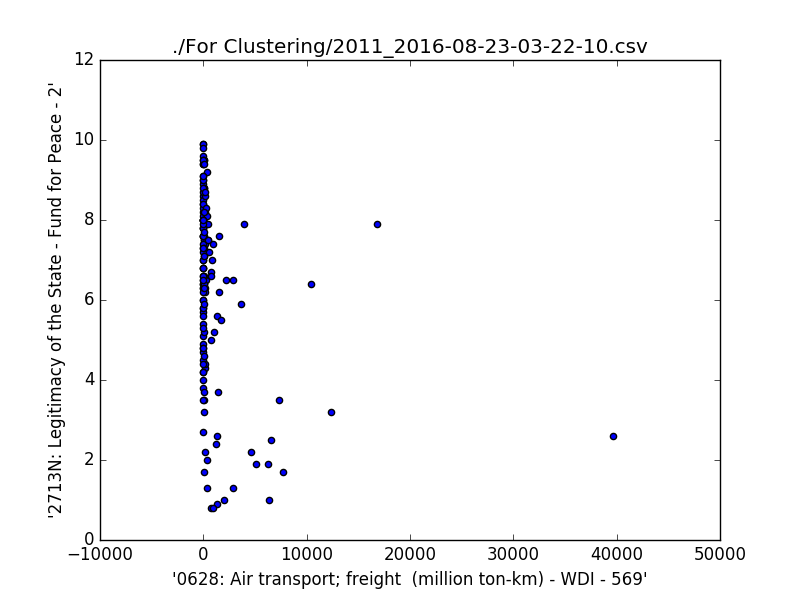 ./For Clustering/2011_2016-08-23-03-22-10.csv
12
10
8
6
4
2
0
'2713N: Legitimacy of the State - Fund for Peace - 2'
−10000 0 10000 20000 30000 40000 50000
'0628: Air transport; freight  (million ton-km) - WDI - 569'